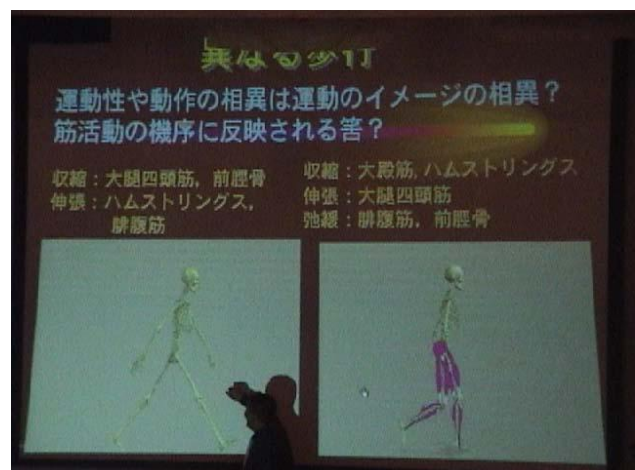 異なる歩行
運動性や動作の相異は運動のイメージの相異？
筋活動の機序に反映される筈？
収縮：大腿四頭筋，前脛骨
伸張：ハムストリングス，
腓腹筋
収縮：大殿筋，ハムストリングス
伸張：大腿四頭筋
弛緩：腓腹筋，前脛骨